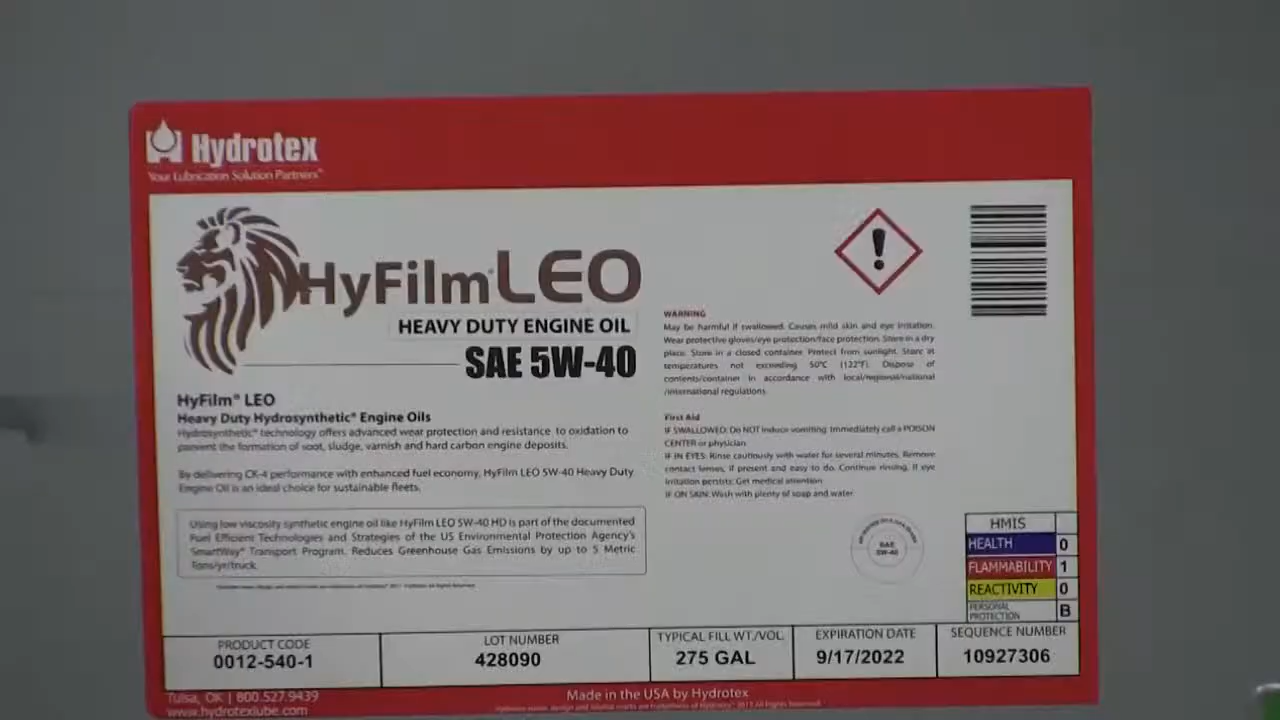 Hydrotex
Your Lubrication Solution Partners™
HyFilm® LEO
HEAVY DUTY ENGINE OIL
SAE 5W-40
HyFilm® LEO
Heavy Duty Hydrosynthetic® Engine Oils
Hydrosynthetic® technology offers advanced wear protection and resistance to oxidation to
prevent the formation of soot, sludge, varnish and hard carbon engine deposits.
By delivering CK-4 performance with enhanced fuel economy, HyFilm LEO 5W-40 Heavy Duty
Engine Oil is an ideal choice for sustainable fleets.
Using low viscosity synthetic engine oil like HyFilm LEO 5W-40 HD is part of the documented
Fuel Efficient Technologies and Strategies of the US Environmental Protection Agency's
SmartWay® Transport Program. Reduces Greenhouse Gas Emissions by up to 5 Metric
Tons/yr/truck.
WARNING
May be harmful if swallowed. Causes mild skin and eye irritation.
Wear protective gloves/eye protection/face protection. Store in a dry
place. Store in a closed container. Protect from sunlight. Store at
temperatures not exceeding 50°C (122°F). Dispose of
contents/container in accordance with local/regional/national
/international regulations.
First Aid
IF SWALLOWED: Do NOT induce vomiting. Immediately call a POISON
CENTER or physician.
IF IN EYES: Rinse cautiously with water for several minutes. Remove
contact lenses, if present and easy to do. Continue rinsing. If eye
irritation persists: Get medical attention.
IF ON SKIN: Wash with plenty of soap and water.
SAE
5W-40
HMIS
HEALTH 0
FLAMMABILITY 1
REACTIVITY 0
PERSONAL
PROTECTION B
PRODUCT CODE
0012-540-1
LOT NUMBER
428090
TYPICAL FILL WT./VOL.
275 GAL
EXPIRATION DATE
9/17/2022
SEQUENCE NUMBER
10927306
Tulsa, OK | 800.527.9439
www.hydrotexlube.com
Made in the USA by Hydrotex